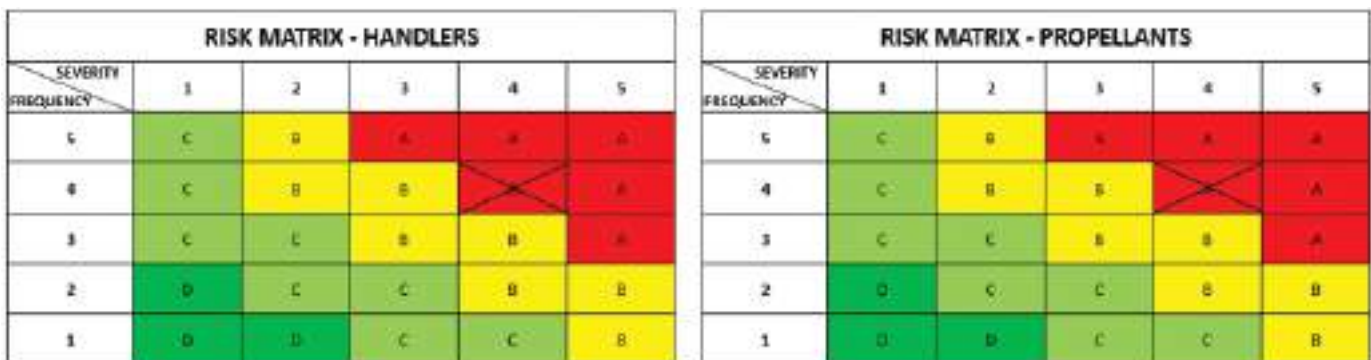 RISK MATRIX - HANDLERS
SEVERITY
FREQUENCY 1 2 3 4 5
5 C B A A A
4 C B B A A
3 C C B B A
2 D C C B B
1 D D C C B
RISK MATRIX - PROPELLANTS
SEVERITY
FREQUENCY 1 2 3 4 5
5 C B A A A
4 C B B A A
3 C C B B A
2 D C C B B
1 D D C C B